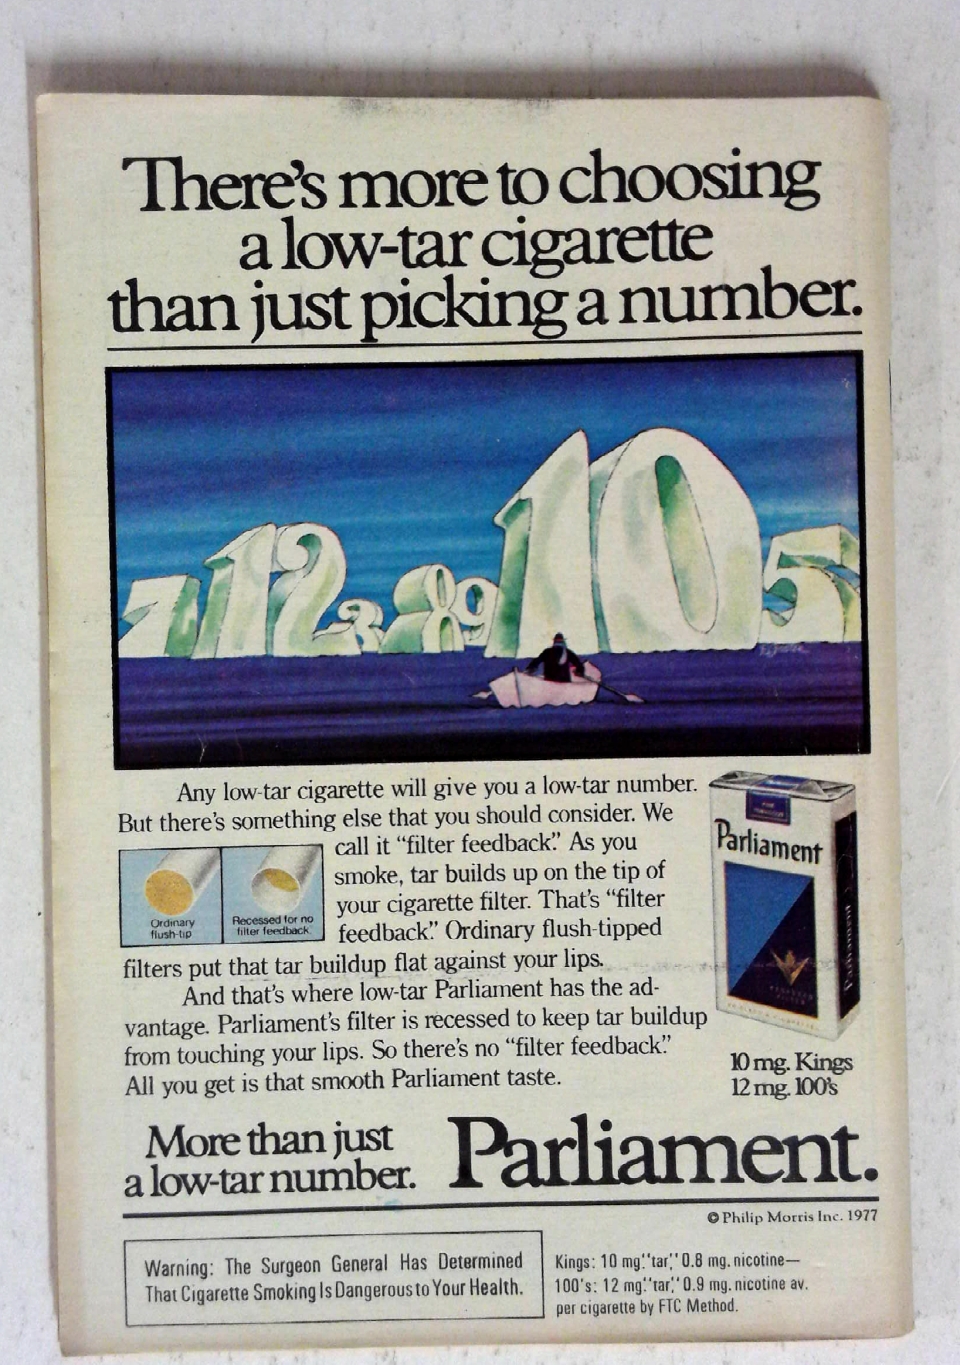 There's more to choosing
a low-tar cigarette
than just picking a number.
7 12 3 8 9 10 5
Any low-tar cigarette will give you a low-tar number.
But there's something else that you should consider. We
call it “filter feedback.” As you
smoke, tar builds up on the tip of
your cigarette filter. That's “filter
feedback.” Ordinary flush-tipped
filters put that tar buildup flat against your lips.
Ordinary
flush-tip
Recessed for no
filter feedback
And that's where low-tar Parliament has the ad-
vantage. Parliament's filter is recessed to keep tar buildup
from touching your lips. So there's no “filter feedback.”
All you get is that smooth Parliament taste.
Parliament
10 mg. Kings
12 mg. 100's
More than just
a low-tar number.
Parliament.
© Philip Morris Inc. 1977
Warning: The Surgeon General Has Determined
That Cigarette Smoking Is Dangerous to Your Health.
Kings: 10 mg. “tar,” 0.8 mg. nicotine—
100's: 12 mg. “tar,” 0.9 mg. nicotine av.
per cigarette by FTC Method.